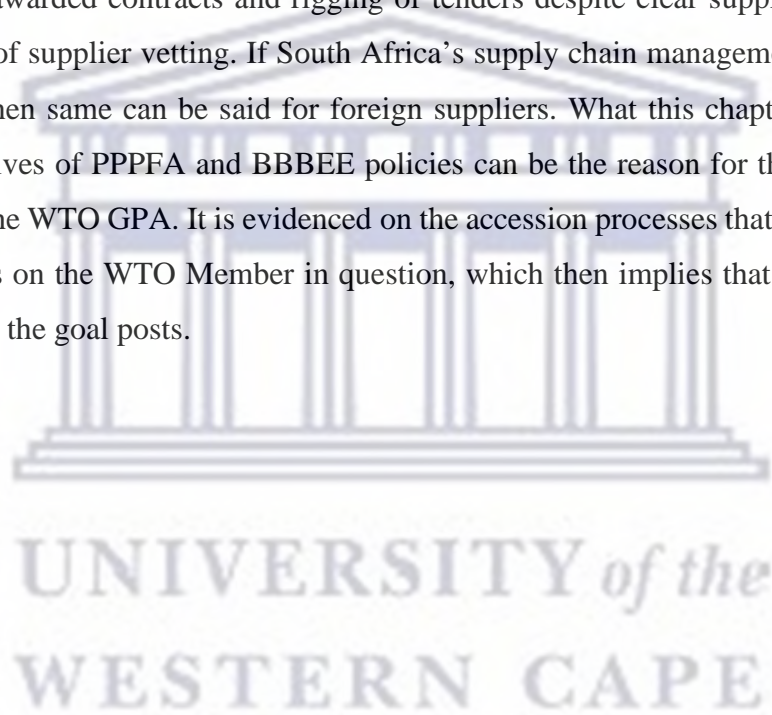 awarded contracts and rigging of tenders despite clear suppl
of supplier vetting. If South Africa's supply chain manageme
hen same can be said for foreign suppliers. What this chapt
ives of PPPFA and BBBEE policies can be the reason for th
he WTO GPA. It is evidenced on the accession processes that
s on the WTO Member in question, which then implies that
the goal posts.
UNIVERSITY of the
WESTERN CAPE